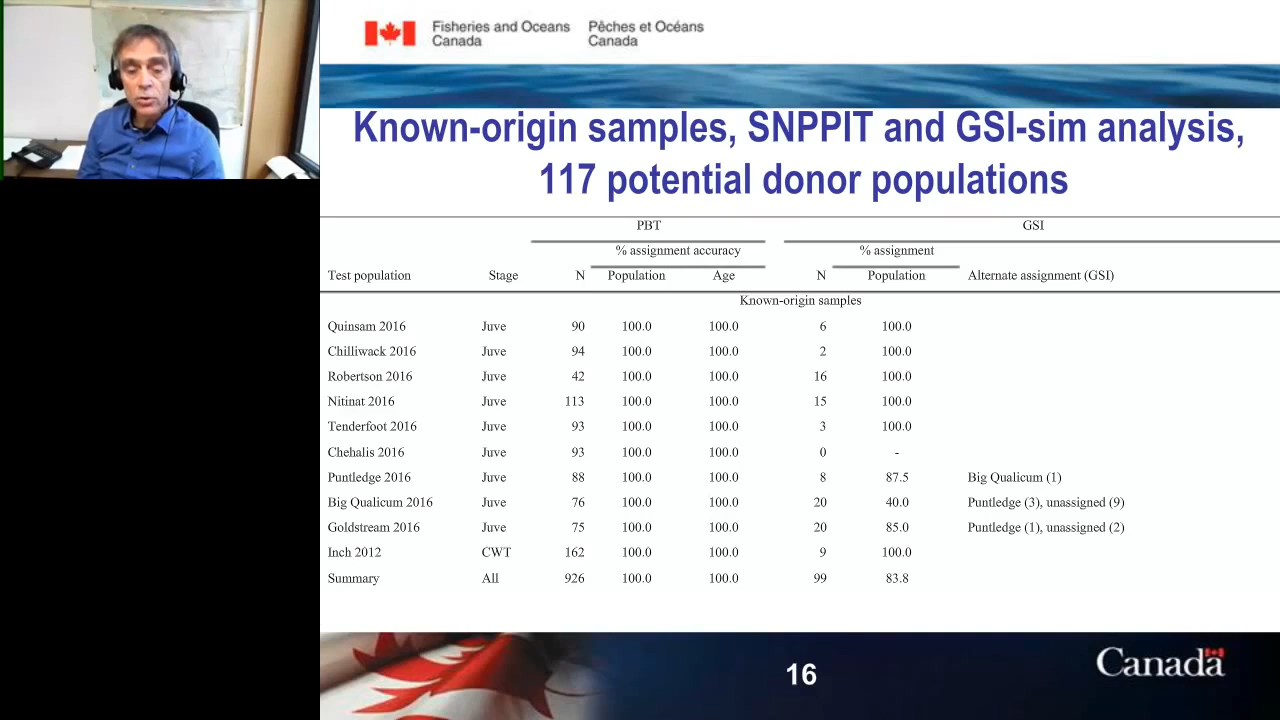 Fisheries and Oceans Pêches et Océans
Canada Canada
Known-origin samples, SNPPIT and GSI-sim analysis,
117 potential donor populations
PBT GSI
% assignment accuracy % assignment
Test population Stage N Population Age N Population Alternate assignment (GSI)
Known-origin samples
Quinsam 2016 Juve 90 100.0 100.0 6 100.0
Chilliwack 2016 Juve 94 100.0 100.0 2 100.0
Robertson 2016 Juve 42 100.0 100.0 16 100.0
Nitinat 2016 Juve 113 100.0 100.0 15 100.0
Tenderfoot 2016 Juve 93 100.0 100.0 3 100.0
Chehalis 2016 Juve 93 100.0 100.0 0 -
Puntledge 2016 Juve 88 100.0 100.0 8 87.5 Big Qualicum (1)
Big Qualicum 2016 Juve 76 100.0 100.0 20 40.0 Puntledge (3), unassigned (9)
Goldstream 2016 Juve 75 100.0 100.0 20 85.0 Puntledge (1), unassigned (2)
Inch 2012 CWT 162 100.0 100.0 9 100.0
Summary All 926 100.0 100.0 99 83.8
16
Canada